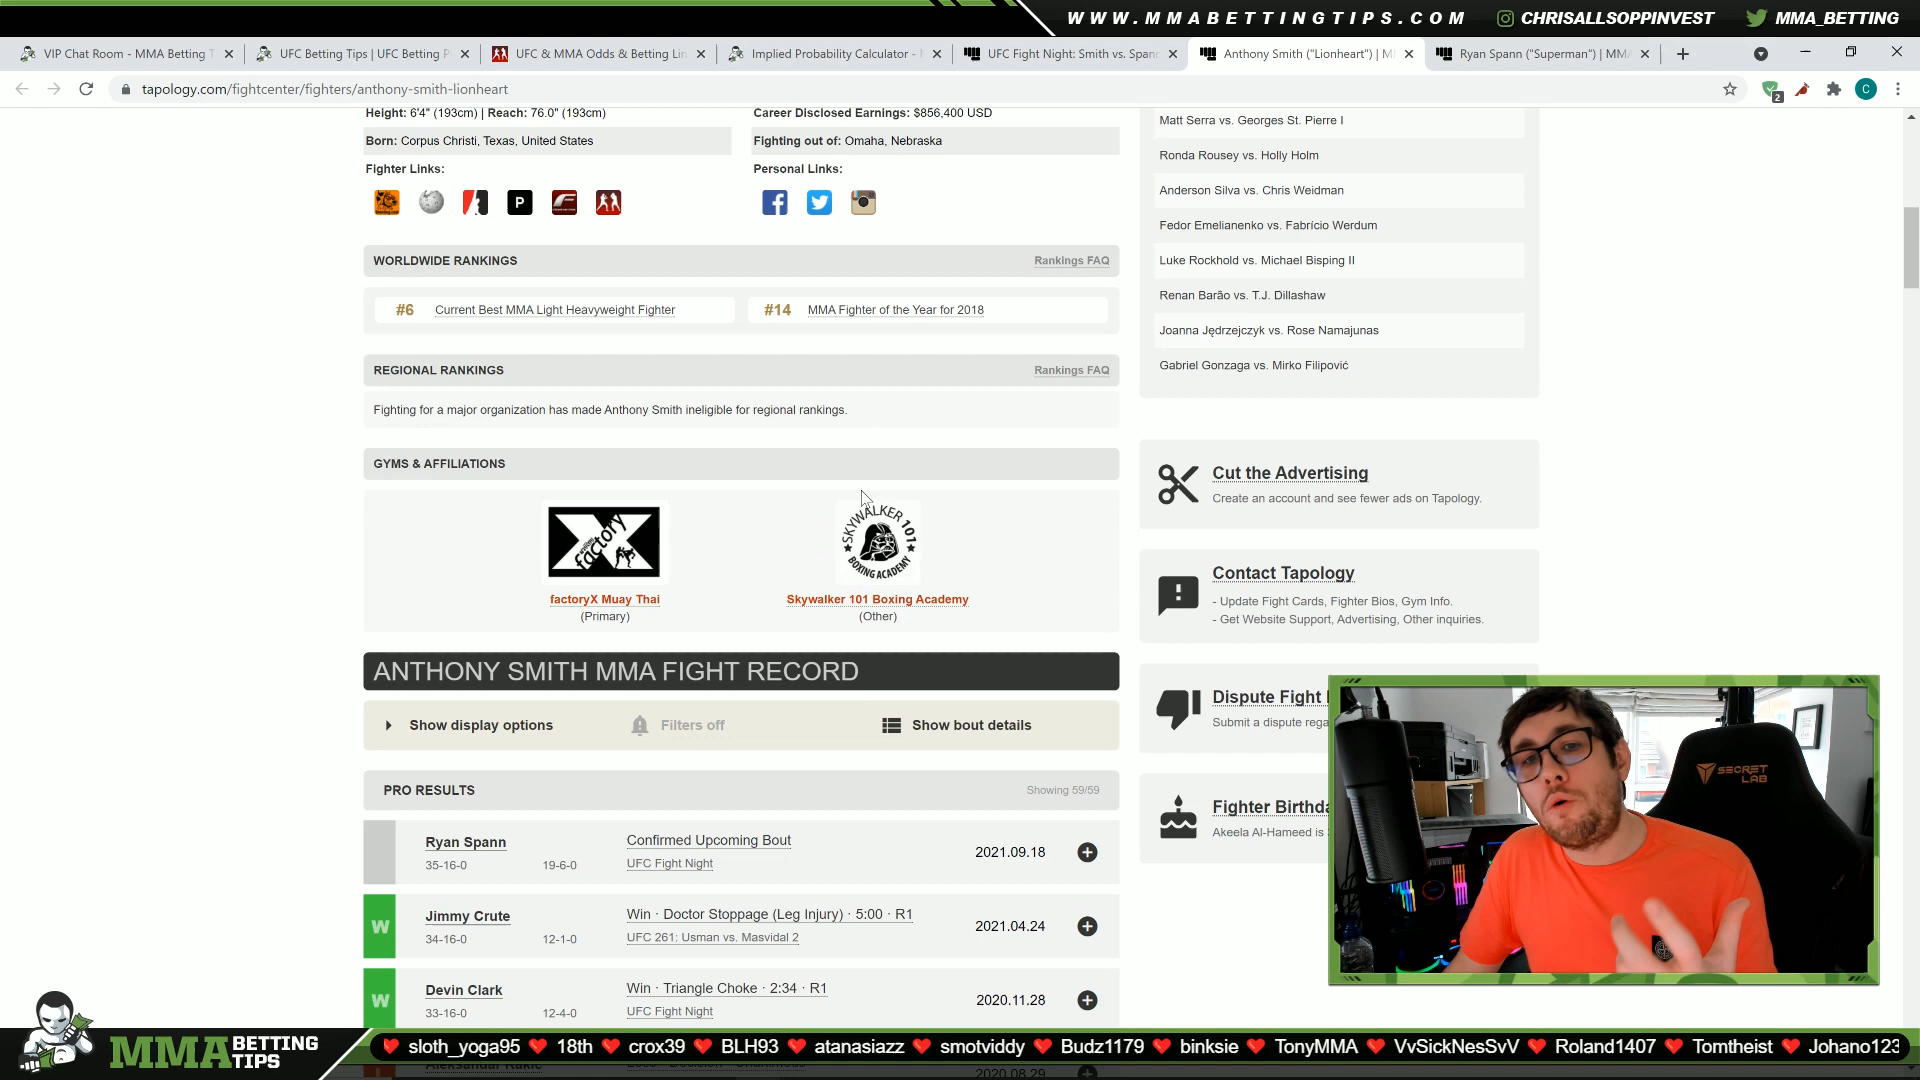 WWW.MMABETTINGTIPS.COM
CHRISALLSOPPINVEST
MMA_BETTING
VIP Chat Room - MMA Betting T
UFC Betting Tips | UFC Betting P
UFC & MMA Odds & Betting Lin
Implied Probability Calculator -
UFC Fight Night: Smith vs. Spann
Anthony Smith ("Lionheart") | M
Ryan Spann ("Superman") | MMA
tapology.com/fightcenter/fighters/anthony-smith-lionheart
2
C
Height: 6'4" (193cm) | Reach: 76.0" (193cm)
Career Disclosed Earnings: $856,400 USD
Born: Corpus Christi, Texas, United States
Fighting out of: Omaha, Nebraska
Fighter Links:
Personal Links:
P
WORLDWIDE RANKINGS
Rankings FAQ
#6 Current Best MMA Light Heavyweight Fighter
#14 MMA Fighter of the Year for 2018
REGIONAL RANKINGS
Rankings FAQ
Fighting for a major organization has made Anthony Smith ineligible for regional rankings.
GYMS & AFFILIATIONS
factory X
SKYWALKER 101
BOXING ACADEMY
factoryX Muay Thai
(Primary)
Skywalker 101 Boxing Academy
(Other)
ANTHONY SMITH MMA FIGHT RECORD
Show display options
Filters off
Show bout details
PRO RESULTS
Showing 59/59
Ryan Spann
35-16-0
19-6-0
Confirmed Upcoming Bout
UFC Fight Night
2021.09.18
W
Jimmy Crute
34-16-0
12-1-0
Win · Doctor Stoppage (Leg Injury) · 5:00 · R1
UFC 261: Usman vs. Masvidal 2
2021.04.24
W
Devin Clark
33-16-0
12-4-0
Win · Triangle Choke · 2:34 · R1
UFC Fight Night
2020.11.28
2020.08.29
Matt Serra vs. Georges St. Pierre I
Ronda Rousey vs. Holly Holm
Anderson Silva vs. Chris Weidman
Fedor Emelianenko vs. Fabrício Werdum
Luke Rockhold vs. Michael Bisping II
Renan Barão vs. T.J. Dillashaw
Joanna Jędrzejczyk vs. Rose Namajunas
Gabriel Gonzaga vs. Mirko Filipović
Cut the Advertising
Create an account and see fewer ads on Tapology.
Contact Tapology
- Update Fight Cards, Fighter Bios, Gym Info.
- Get Website Support, Advertising, Other inquiries.
Dispute Fight
Submit a dispute rega
Fighter Birthda
Akeela Al-Hameed is
SECRET
LAB
MMA BETTING
TIPS
sloth_yoga95 18th crox39 BLH93 atanasiazz smotviddy Budz1179 binksie TonyMMA VvSickNesSvV Roland1407 Tomtheist Johano123